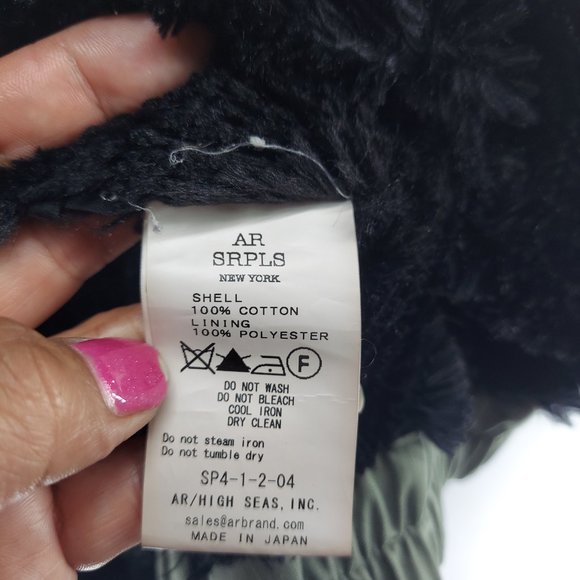 AR
SRPLS
NEW YORK
SHELL
100% COTTON
LINING
100% POLYESTER
F
DO NOT WASH
DO NOT BLEACH
COOL IRON
DRY CLEAN
Do not steam iron
Do not tumble dry
SP4-1-2-04
AR/HIGH SEAS, INC.
sales@arbrand.com
MADE IN JAPAN